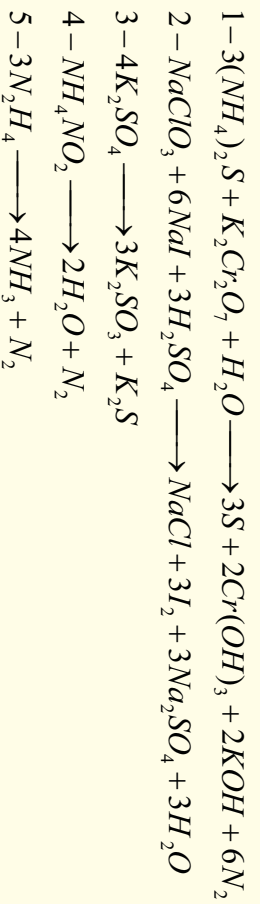 1−3(NH₄)₂S + K₂Cr₂O₇ + H₂O ⟶ 3S + 2Cr(OH)₃ + 2KOH + 6N₂
2−NaClO₃ + 6NaI + 3H₂SO₄ ⟶ NaCl + 3I₂ + 3Na₂SO₄ + 3H₂O
3−4K₂SO₄ ⟶ 3K₂SO₃ + K₂S
4−NH₄NO₂ ⟶ 2H₂O + N₂
5−3N₂H₄ ⟶ 4NH₃ + N₂